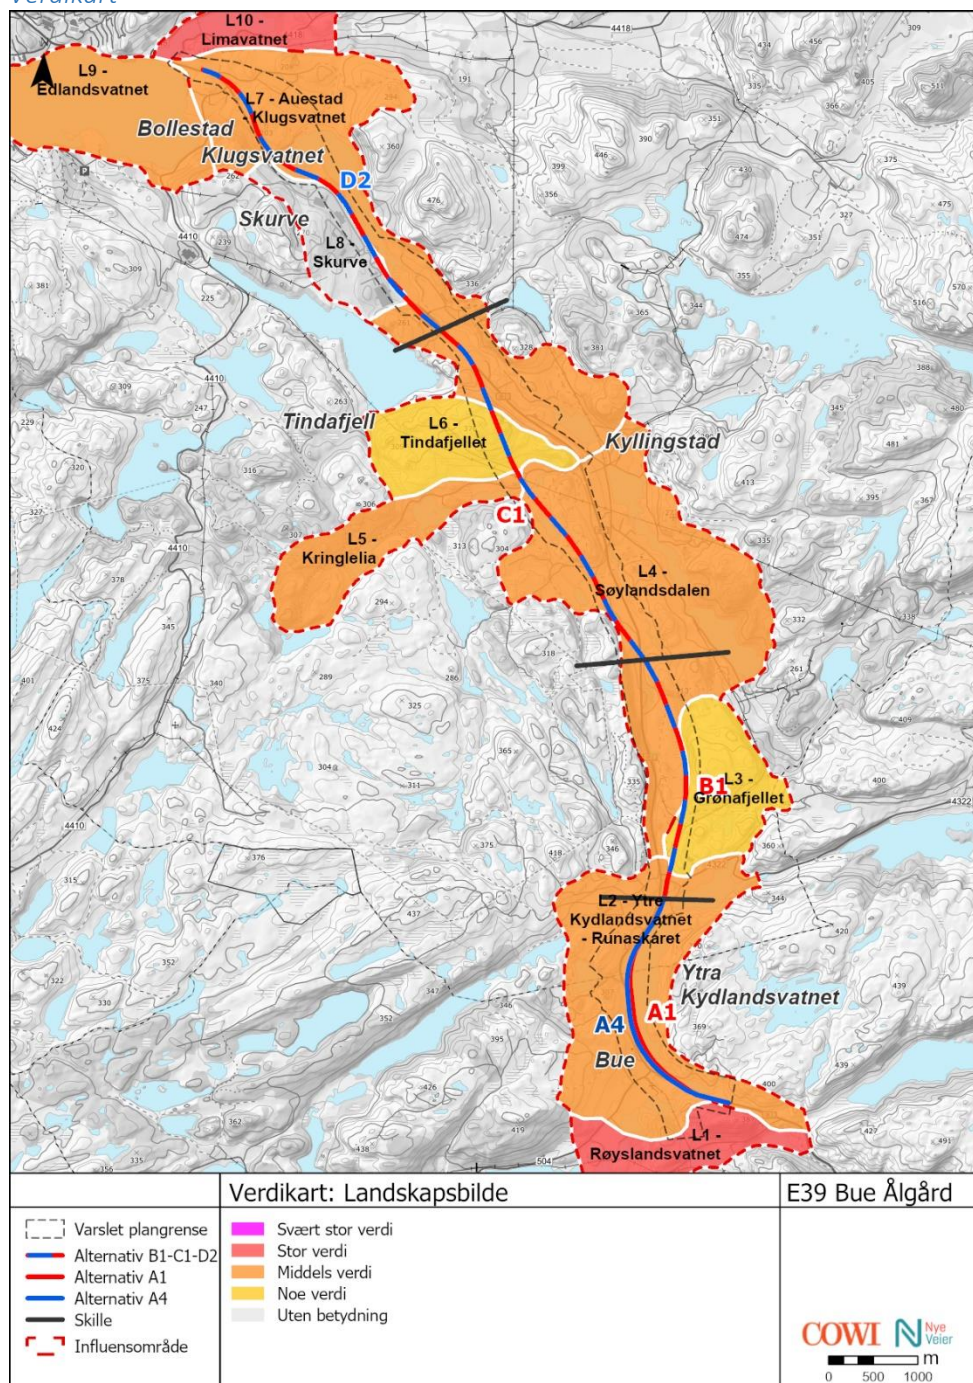 Verdikart
L10 -
Limavatnet
L9 -
Edlandsvatnet
L7 - Auestad
- Klugsvatnet
Bollestad
Klugsvatnet
D2
Skurve
L8 -
Skurve
Tindafjell
L6 -
Tindafjellet
Kyllingstad
C1
L5 -
Kringlelia
L4 -
Søylandsdalen
L3 -
Grønafjellet
B1
L2 - Ytre
Kydlandsvatnet
- Runaskaret
Ytra
Kydlandsvatnet
A4
A1
Bue
L1 -
Røyslandsvatnet
Verdikart: Landskapsbilde
E39 Bue Ålgård
Varslet plangrense
Alternativ B1-C1-D2
Alternativ A1
Alternativ A4
Skille
Influensområde
Svært stor verdi
Stor verdi
Middels verdi
Noe verdi
Uten betydning
COWI
Nye
Veier
m
0 500 1000